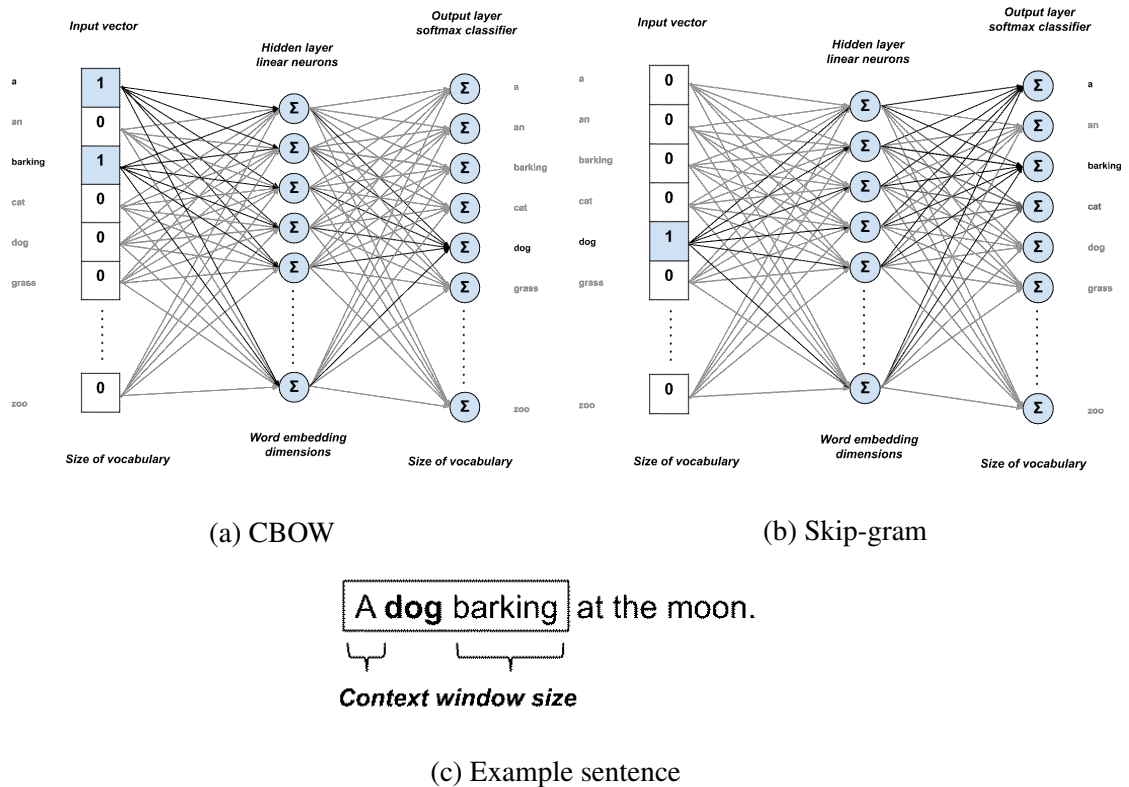 Input vector
Hidden layer
linear neurons
Output layer
softmax classifier
a
an
barking
cat
dog
grass
zoo
1
0
1
0
0
0
0
Σ
Σ
Σ
Σ
Σ
Σ
Σ
Σ
Σ
Σ
Σ
Σ
Σ
a
an
barking
cat
dog
grass
zoo
Size of vocabulary
Word embedding
dimensions
Size of vocabulary
(a) CBOW
Input vector
Hidden layer
linear neurons
Output layer
softmax classifier
a
an
barking
cat
dog
grass
zoo
0
0
0
0
1
0
0
Σ
Σ
Σ
Σ
Σ
Σ
Σ
Σ
Σ
Σ
Σ
Σ
Σ
a
an
barking
cat
dog
grass
zoo
Size of vocabulary
Word embedding
dimensions
Size of vocabulary
(b) Skip-gram
A dog barking at the moon.
Context window size
(c) Example sentence